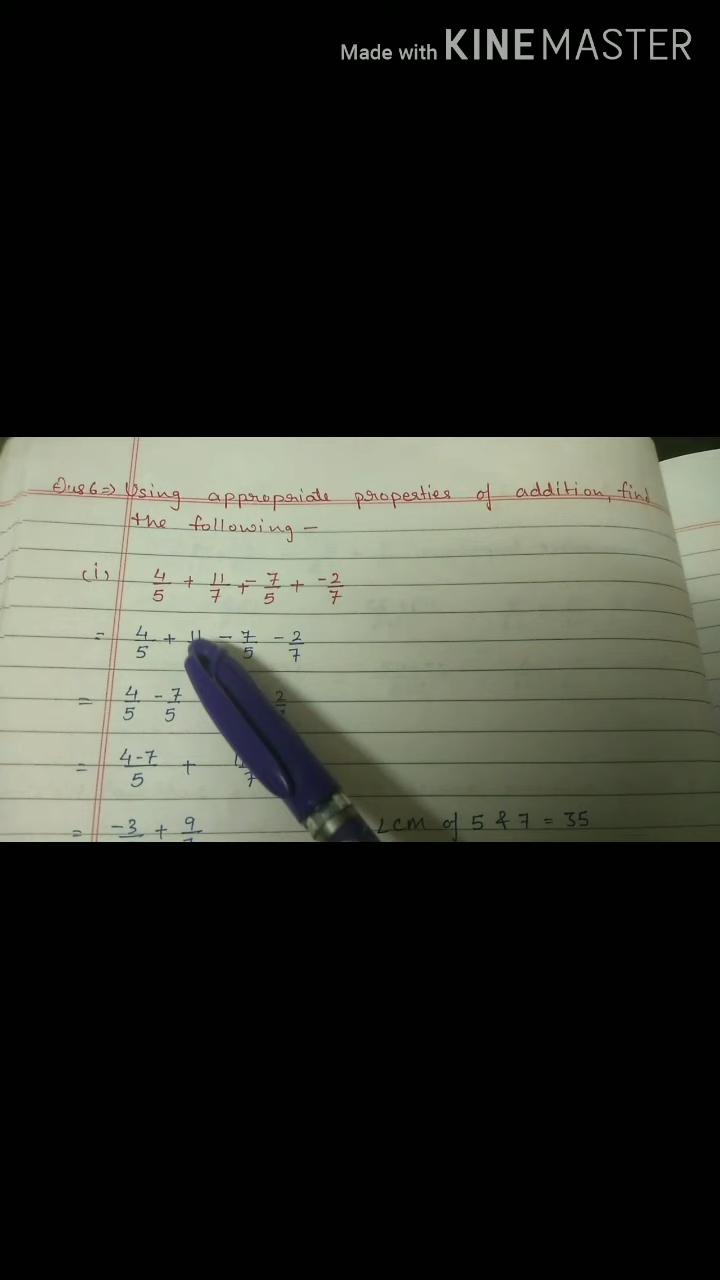 Made with KINEMASTER
Ques6=> Using appropriate properties of addition, find
the following -
(i) 4/5 + 11/7 + -7/5 + -2/7
= 4/5 + 11 - 7/5 - 2/7
= 4/5 - 7/5 2
= 4-7/5 + 7
= -3 + 9 LCM of 5 & 7 = 35